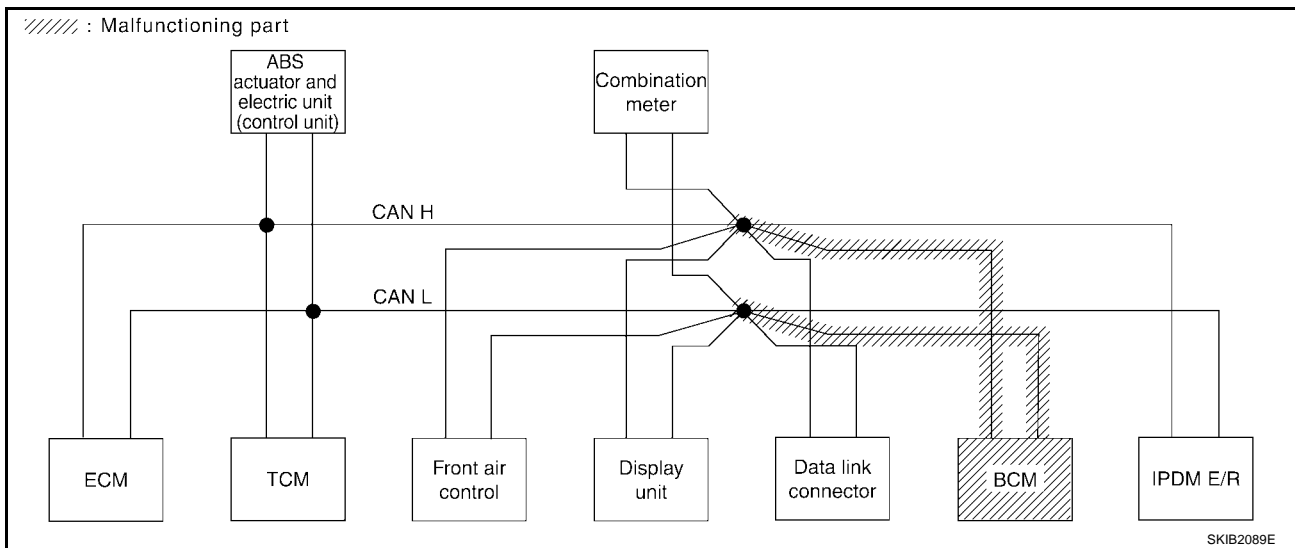 : Malfunctioning part
ABS
actuator and
electric unit
(control unit)
Combination
meter
CAN H
CAN L
ECM
TCM
Front air
control
Display
unit
Data link
connector
BCM
IPDM E/R
SKIB2089E